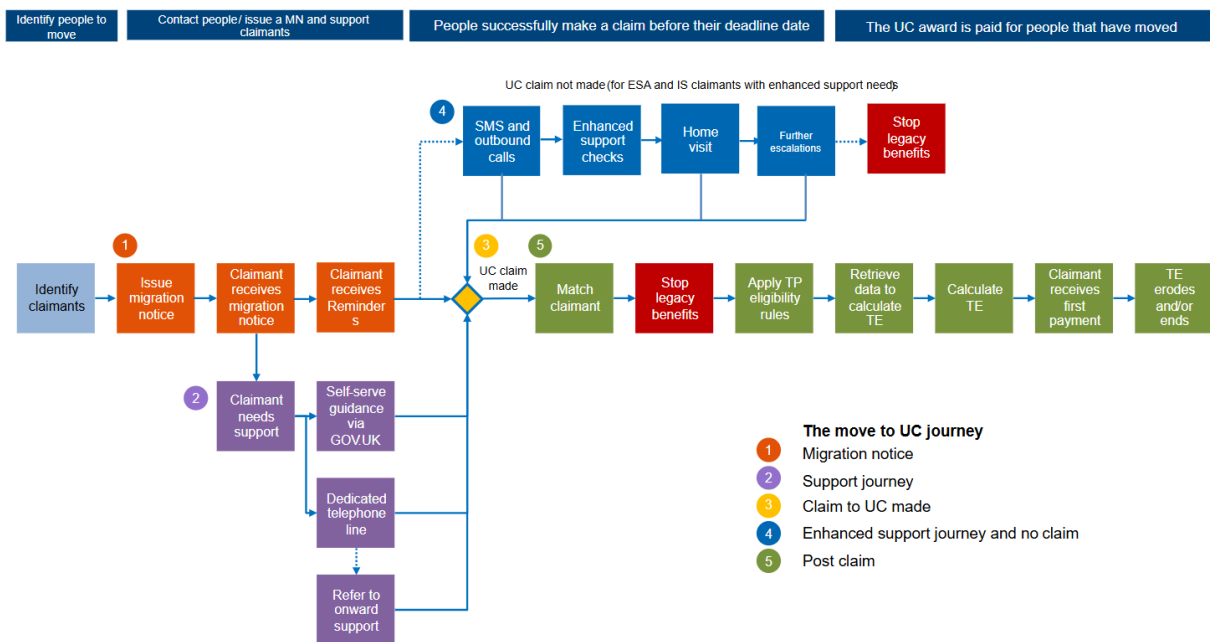 Identify people to
move
Contact people/ issue a MN and support
claimants
People successfully make a claim before their deadline date
The UC award is paid for people that have moved
UC claim not made (for ESA and IS claimants with enhanced support needs)
4
SMS and
outbound
calls
Enhanced
support
checks
Home
visit
Further
escalations
Stop
legacy
benefits
1
3
5
UC claim
made
Identify
claimants
Issue
migration
notice
Claimant
receives
migration
notice
Claimant
receives
Reminder
s
Match
claimant
Stop
legacy
benefits
Apply TP
eligibility
rules
Retrieve
data to
calculate
TE
Calculate
TE
Claimant
receives
first
payment
TE
erodes
and/or
ends
2
Claimant
needs
support
Self-serve
guidance
via
GOV.UK
Dedicated
telephone
line
Refer to
onward
support
The move to UC journey
1 Migration notice
2 Support journey
3 Claim to UC made
4 Enhanced support journey and no claim
5 Post claim